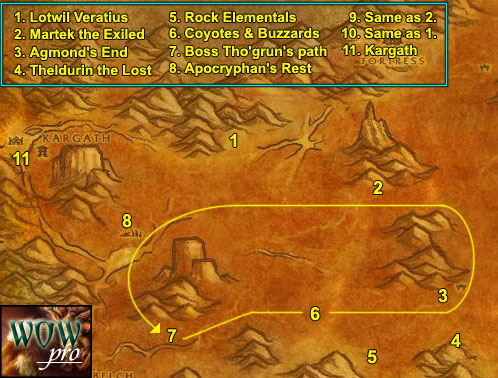 1. Lotwil Veratius
2. Martek the Exiled
3. Agmond's End
4. Theldurin the Lost
5. Rock Elementals
6. Coyotes & Buzzards
7. Boss Tho'grun's path
8. Apocryphan's Rest
9. Same as 2.
10. Same as 1.
11. Kargath
FORTRESS
1
KARGATH
11
2
8
3
6
7
4
5
WOW
pro